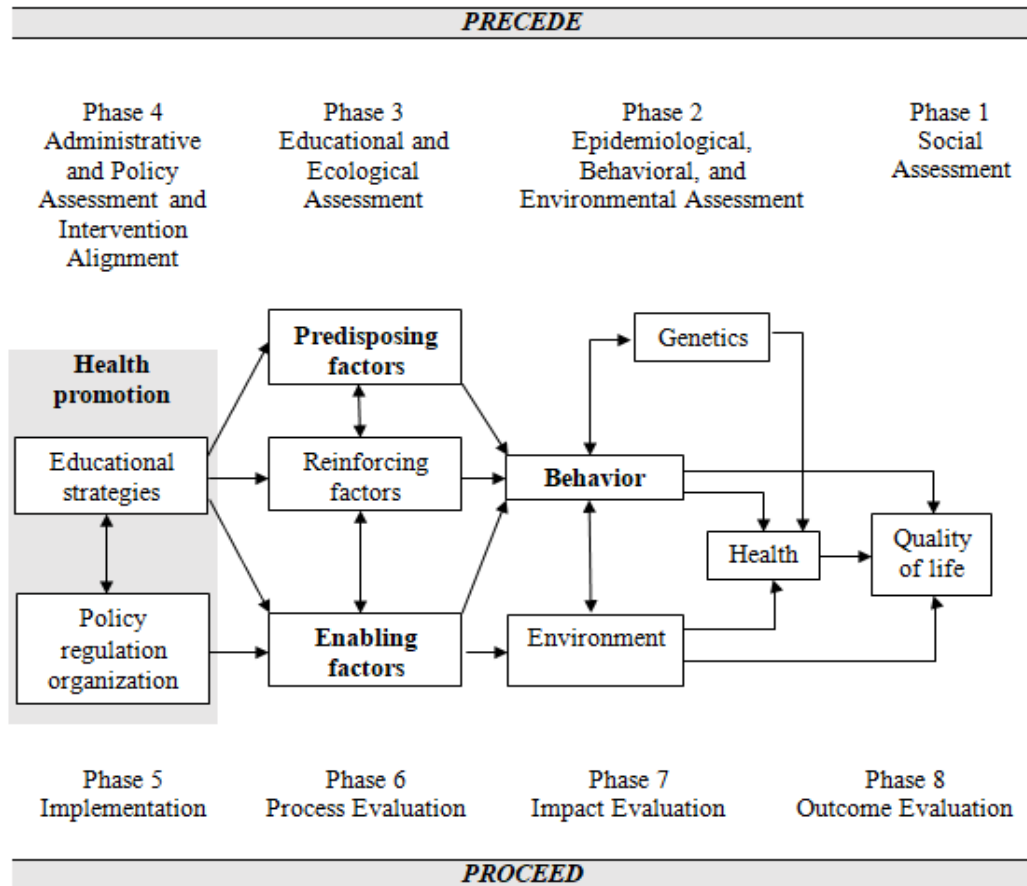 PRECEDE
Phase 4
Administrative
and Policy
Assessment and
Intervention
Alignment
Phase 3
Educational and
Ecological
Assessment
Phase 2
Epidemiological,
Behavioral, and
Environmental Assessment
Phase 1
Social
Assessment
Health
promotion
Educational
strategies
Policy
regulation
organization
Predisposing
factors
Reinforcing
factors
Enabling
factors
Genetics
Behavior
Environment
Health
Quality
of life
Phase 5
Implementation
Phase 6
Process Evaluation
Phase 7
Impact Evaluation
Phase 8
Outcome Evaluation
PROCEED